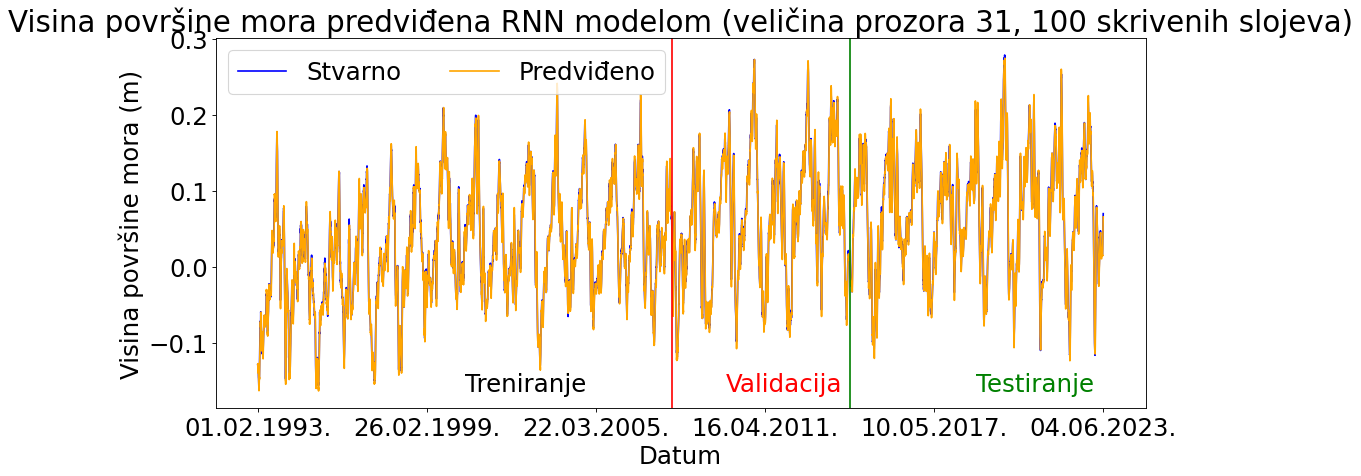 Visina površine mora predviđena RNN modelom (veličina prozora 31, 100 skrivenih slojeva)
Stvarno Predviđeno
Visina površine mora (m)
0.3
0.2
0.1
0.0
−0.1
Treniranje Validacija Testiranje
01.02.1993. 26.02.1999. 22.03.2005. 16.04.2011. 10.05.2017. 04.06.2023.
Datum